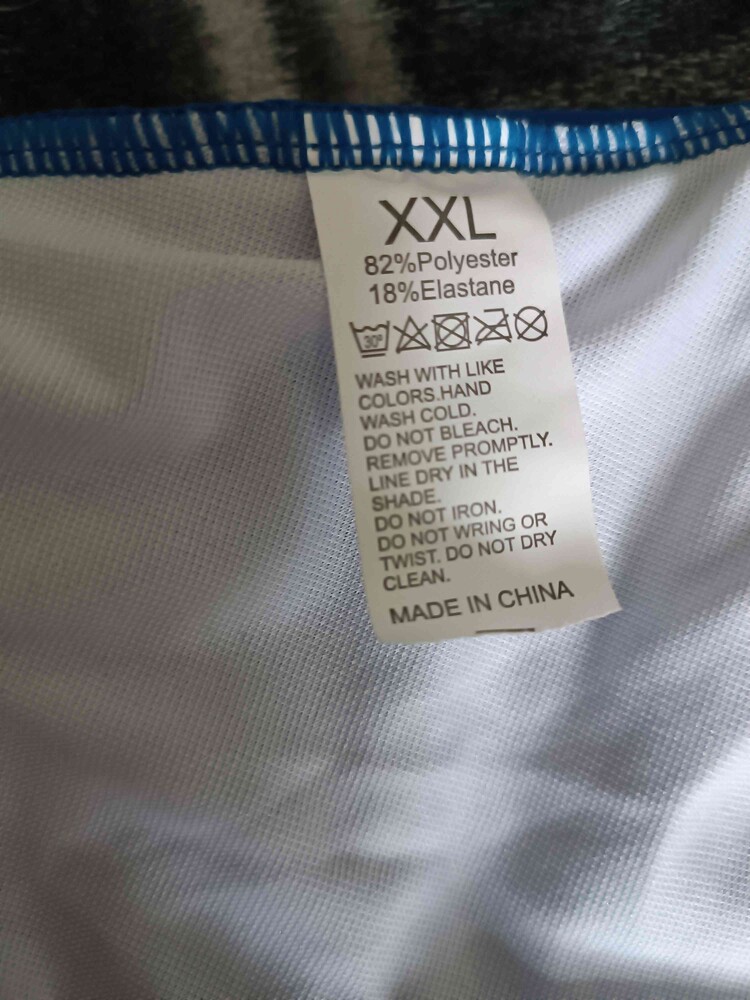 XXL
82%Polyester
18%Elastane
30°
WASH WITH LIKE
COLORS.HAND
WASH COLD.
DO NOT BLEACH.
REMOVE PROMPTLY.
LINE DRY IN THE
SHADE.
DO NOT IRON.
DO NOT WRING OR
TWIST. DO NOT DRY
CLEAN.
MADE IN CHINA